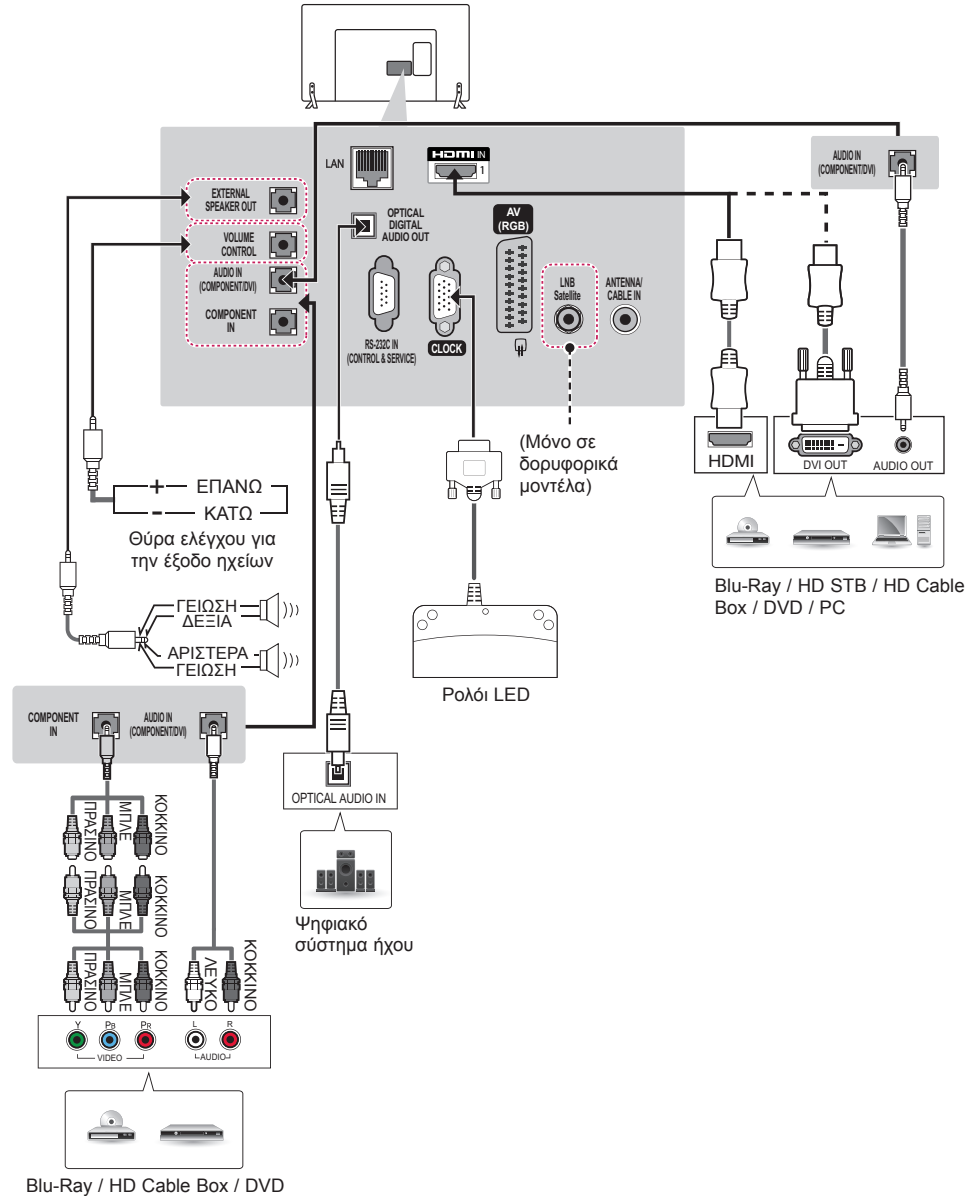 LAN
HDMI IN
1
AUDIO IN
(COMPONENT/DVI)
EXTERNAL
SPEAKER OUT
OPTICAL
DIGITAL
AUDIO OUT
AV
(RGB)
VOLUME
CONTROL
AUDIO IN
(COMPONENT/DVI)
COMPONENT
IN
LNB
Satellite
ANTENNA/
CABLE IN
RS-232C IN
(CONTROL & SERVICE)
CLOCK
(Μόνο σε
δορυφορικά
μοντέλα)
HDMI
DVI OUT
AUDIO OUT
+ ΕΠΑΝΩ
- ΚΑΤΩ
Θύρα ελέγχου για
την έξοδο ηχείων
Blu-Ray / HD STB / HD Cable
Box / DVD / PC
ΓΕΙΩΣΗ
ΔΕΞΙΑ
ΑΡΙΣΤΕΡΑ
ΓΕΙΩΣΗ
Ρολόι LED
COMPONENT
IN
AUDIO IN
(COMPONENT/DVI)
OPTICAL AUDIO IN
Ψηφιακό
σύστημα ήχου
ΠΡΑΣΙΝΟ
ΜΠΛΕ
ΚΟΚΚΙΝΟ
ΠΡΑΣΙΝΟ
ΜΠΛΕ
ΚΟΚΚΙΝΟ
ΠΡΑΣΙΝΟ
ΜΠΛΕ
ΚΟΚΚΙΝΟ
ΛΕΥΚΟ
ΚΟΚΚΙΝΟ
Y PB PR L R
VIDEO
AUDIO
Blu-Ray / HD Cable Box / DVD